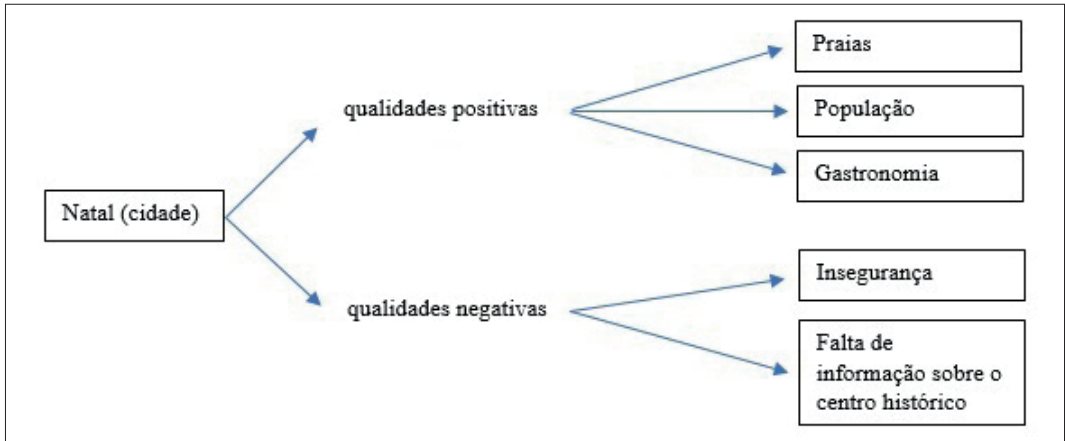 Natal (cidade)
qualidades positivas
Praias
População
Gastronomia
qualidades negativas
Insegurança
Falta de
informação sobre o
centro histórico